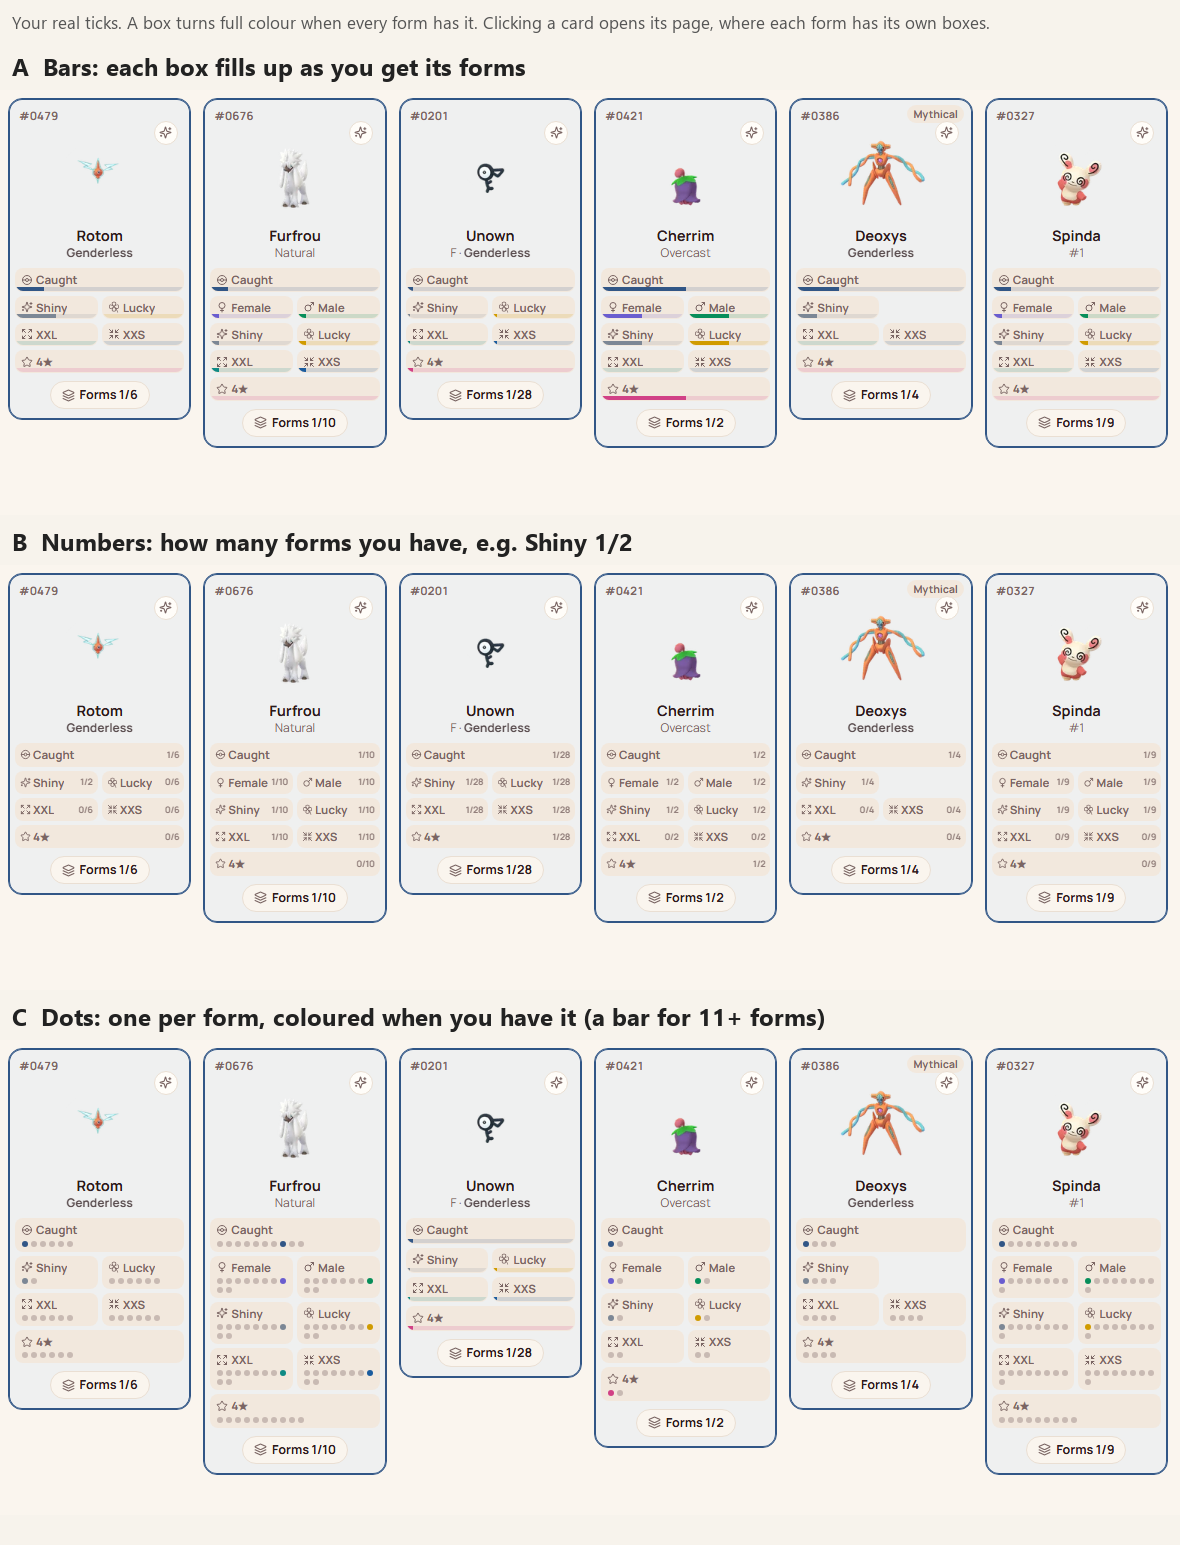 Your real ticks. A box turns full colour when every form has it. Clicking a card opens its page, where each form has its own boxes.
A Bars: each box fills up as you get its forms
#0479
Rotom
Genderless
Caught
Shiny Lucky
XXL XXS
4★
Forms 1/6
#0676
Furfrou
Natural
Caught
Female Male
Shiny Lucky
XXL XXS
4★
Forms 1/10
#0201
Unown
F · Genderless
Caught
Shiny Lucky
XXL XXS
4★
Forms 1/28
#0421
Cherrim
Overcast
Caught
Female Male
Shiny Lucky
XXL XXS
4★
Forms 1/2
#0386 Mythical
Deoxys
Genderless
Caught
Shiny
XXL XXS
4★
Forms 1/4
#0327
Spinda
#1
Caught
Female Male
Shiny Lucky
XXL XXS
4★
Forms 1/9
B Numbers: how many forms you have, e.g. Shiny 1/2
#0479
Rotom
Genderless
Caught 1/6
Shiny 1/2 Lucky 0/6
XXL 0/6 XXS 0/6
4★ 0/6
Forms 1/6
#0676
Furfrou
Natural
Caught 1/10
Female 1/10 Male 1/10
Shiny 1/10 Lucky 1/10
XXL 1/10 XXS 1/10
4★ 0/10
Forms 1/10
#0201
Unown
F · Genderless
Caught 1/28
Shiny 1/28 Lucky 1/28
XXL 1/28 XXS 1/28
4★ 1/28
Forms 1/28
#0421
Cherrim
Overcast
Caught 1/2
Female 1/2 Male 1/2
Shiny 1/2 Lucky 1/2
XXL 0/2 XXS 0/2
4★ 1/2
Forms 1/2
#0386 Mythical
Deoxys
Genderless
Caught 1/4
Shiny 1/4
XXL 0/4 XXS 0/4
4★ 0/4
Forms 1/4
#0327
Spinda
#1
Caught 1/9
Female 1/9 Male 1/9
Shiny 1/9 Lucky 1/9
XXL 0/9 XXS 0/9
4★ 0/9
Forms 1/9
C Dots: one per form, coloured when you have it (a bar for 11+ forms)
#0479
Rotom
Genderless
Caught
Shiny Lucky
XXL XXS
4★
Forms 1/6
#0676
Furfrou
Natural
Caught
Female Male
Shiny Lucky
XXL XXS
4★
Forms 1/10
#0201
Unown
F · Genderless
Caught
Shiny Lucky
XXL XXS
4★
Forms 1/28
#0421
Cherrim
Overcast
Caught
Female Male
Shiny Lucky
XXL XXS
4★
Forms 1/2
#0386 Mythical
Deoxys
Genderless
Caught
Shiny
XXL XXS
4★
Forms 1/4
#0327
Spinda
#1
Caught
Female Male
Shiny Lucky
XXL XXS
4★
Forms 1/9